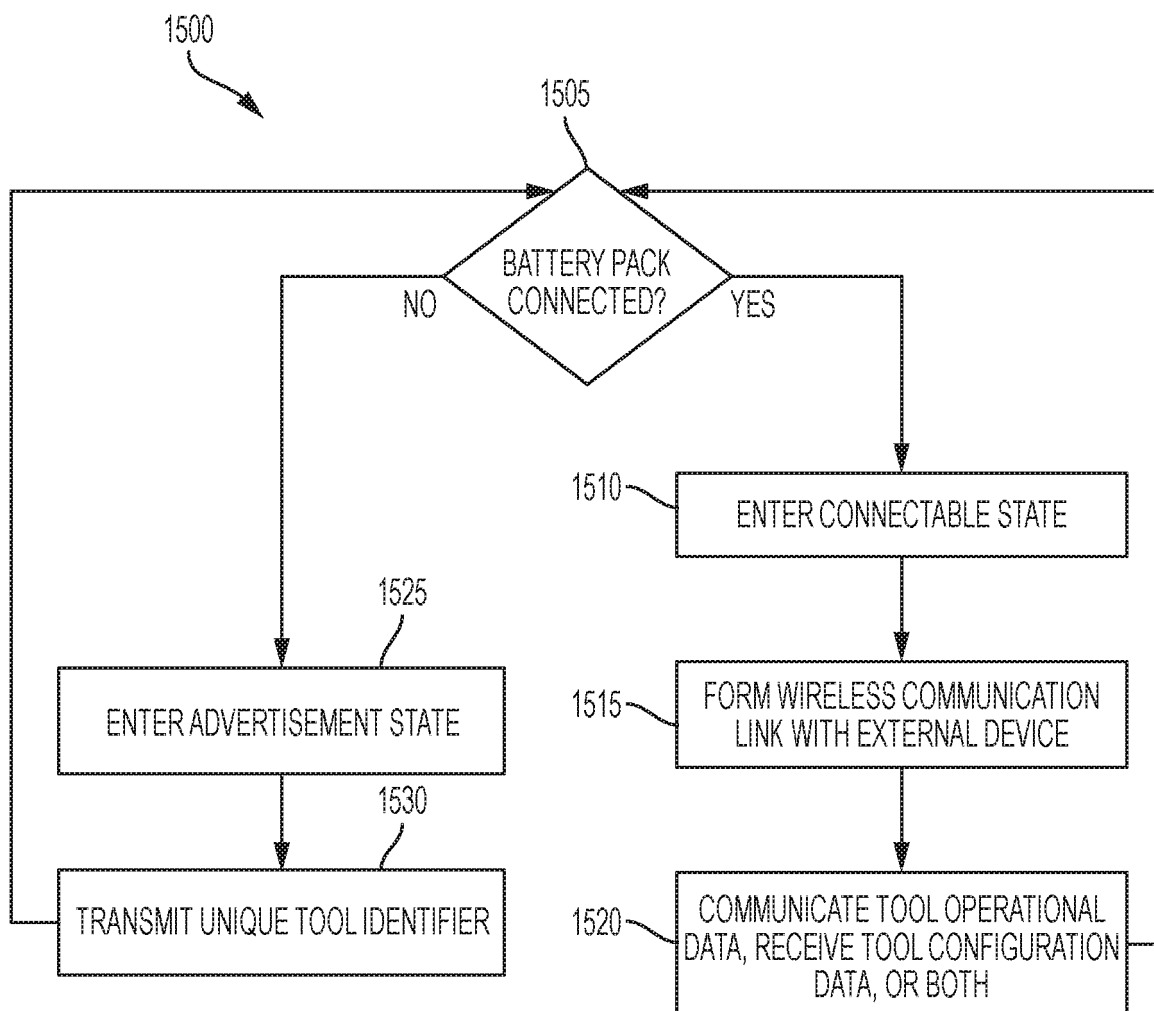 1500
1505
BATTERY PACK
CONNECTED?
NO
YES
1510
ENTER CONNECTABLE STATE
1525
ENTER ADVERTISEMENT STATE
1515
FORM WIRELESS COMMUNICATION
LINK WITH EXTERNAL DEVICE
1530
TRANSMIT UNIQUE TOOL IDENTIFIER
1520
COMMUNICATE TOOL OPERATIONAL
DATA, RECEIVE TOOL CONFIGURATION
DATA, OR BOTH